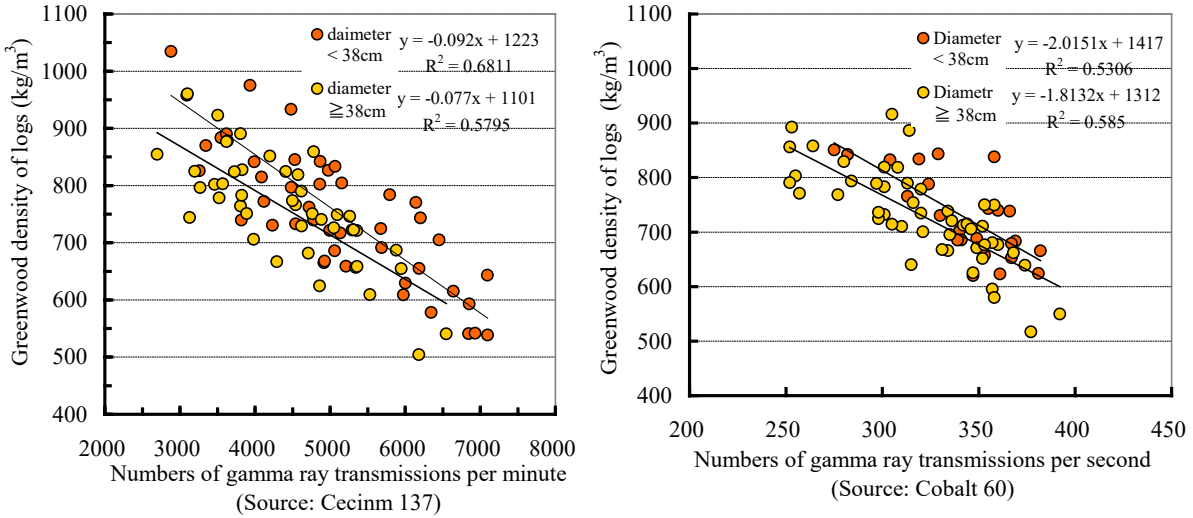 Greenwood density of logs (kg/m³)
1100
1000
900
800
700
600
500
400
2000
3000
4000
5000
6000
7000
8000
daimeter
< 38cm
y = -0.092x + 1223
R² = 0.6811
diameter
≧38cm
y = -0.077x + 1101
R² = 0.5795
Numbers of gamma ray transmissions per minute
(Source: Cecinm 137)
Greenwood density of logs (kg/m³)
1100
1000
900
800
700
600
500
400
200
250
300
350
400
450
Diameter
< 38cm
y = -2.0151x + 1417
R² = 0.5306
Diametr
≧ 38cm
y = -1.8132x + 1312
R² = 0.585
Numbers of gamma ray transmissions per second
(Source: Cobalt 60)